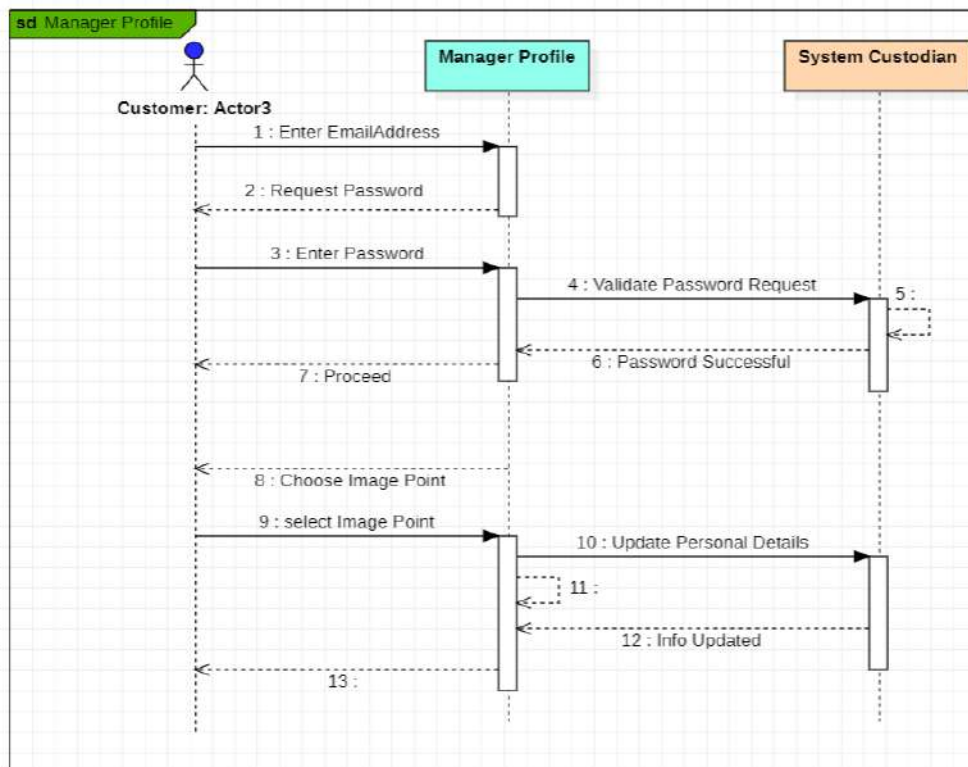 sd Manager Profile
Manager Profile
System Custodian
Customer: Actor3
1 : Enter EmailAddress
2 : Request Password
3 : Enter Password
4 : Validate Password Request
5 :
6 : Password Successful
7 : Proceed
8 : Choose Image Point
9 : select Image Point
10 : Update Personal Details
11 :
12 : Info Updated
13 :